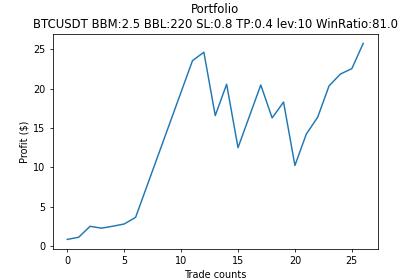 Portfolio
BTCUSDT BBM:2.5 BBL:220 SL:0.8 TP:0.4 lev:10 WinRatio:81.0
25
20
15
10
5
0
Profit ($)
0 5 10 15 20 25
Trade counts